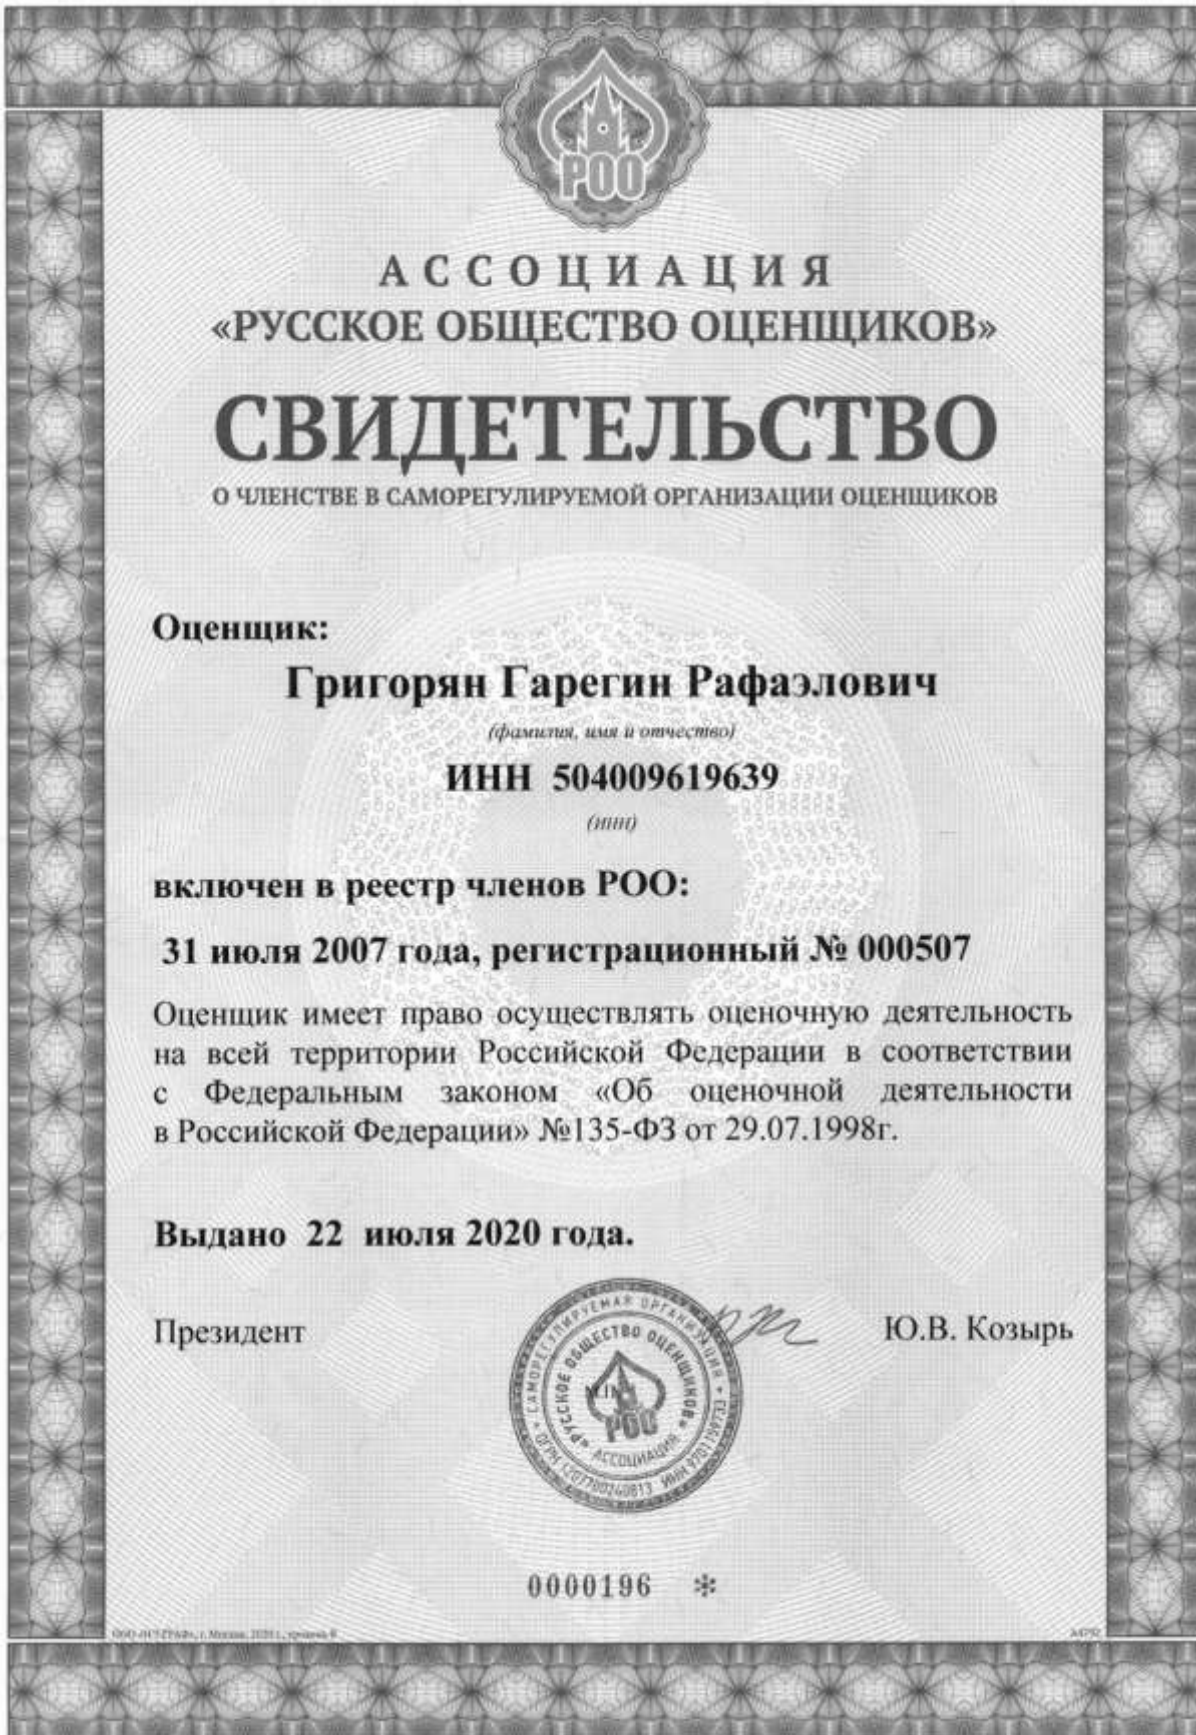 РОО
АССОЦИАЦИЯ
«РУССКОЕ ОБЩЕСТВО ОЦЕНЩИКОВ»
СВИДЕТЕЛЬСТВО
О ЧЛЕНСТВЕ В САМОРЕГУЛИРУЕМОЙ ОРГАНИЗАЦИИ ОЦЕНЩИКОВ
Оценщик:
Григорян Гарегин Рафаэлович
(фамилия, имя и отчество)
ИНН 504009619639
(инн)
включен в реестр членов РОО:
31 июля 2007 года, регистрационный № 000507
Оценщик имеет право осуществлять оценочную деятельность
на всей территории Российской Федерации в соответствии
с Федеральным законом «Об оценочной деятельности
в Российской Федерации» №135-ФЗ от 29.07.1998г.
Выдано 22 июля 2020 года.
Президент
Ю.В. Козырь
САМОРЕГУЛИРУЕМАЯ ОРГАНИЗАЦИЯ
ОГРН 1207700240813 ИНН
«РУССКОЕ ОБЩЕСТВО ОЦЕНЩИКОВ»
АССОЦИАЦИЯ
РОО
0000196 *